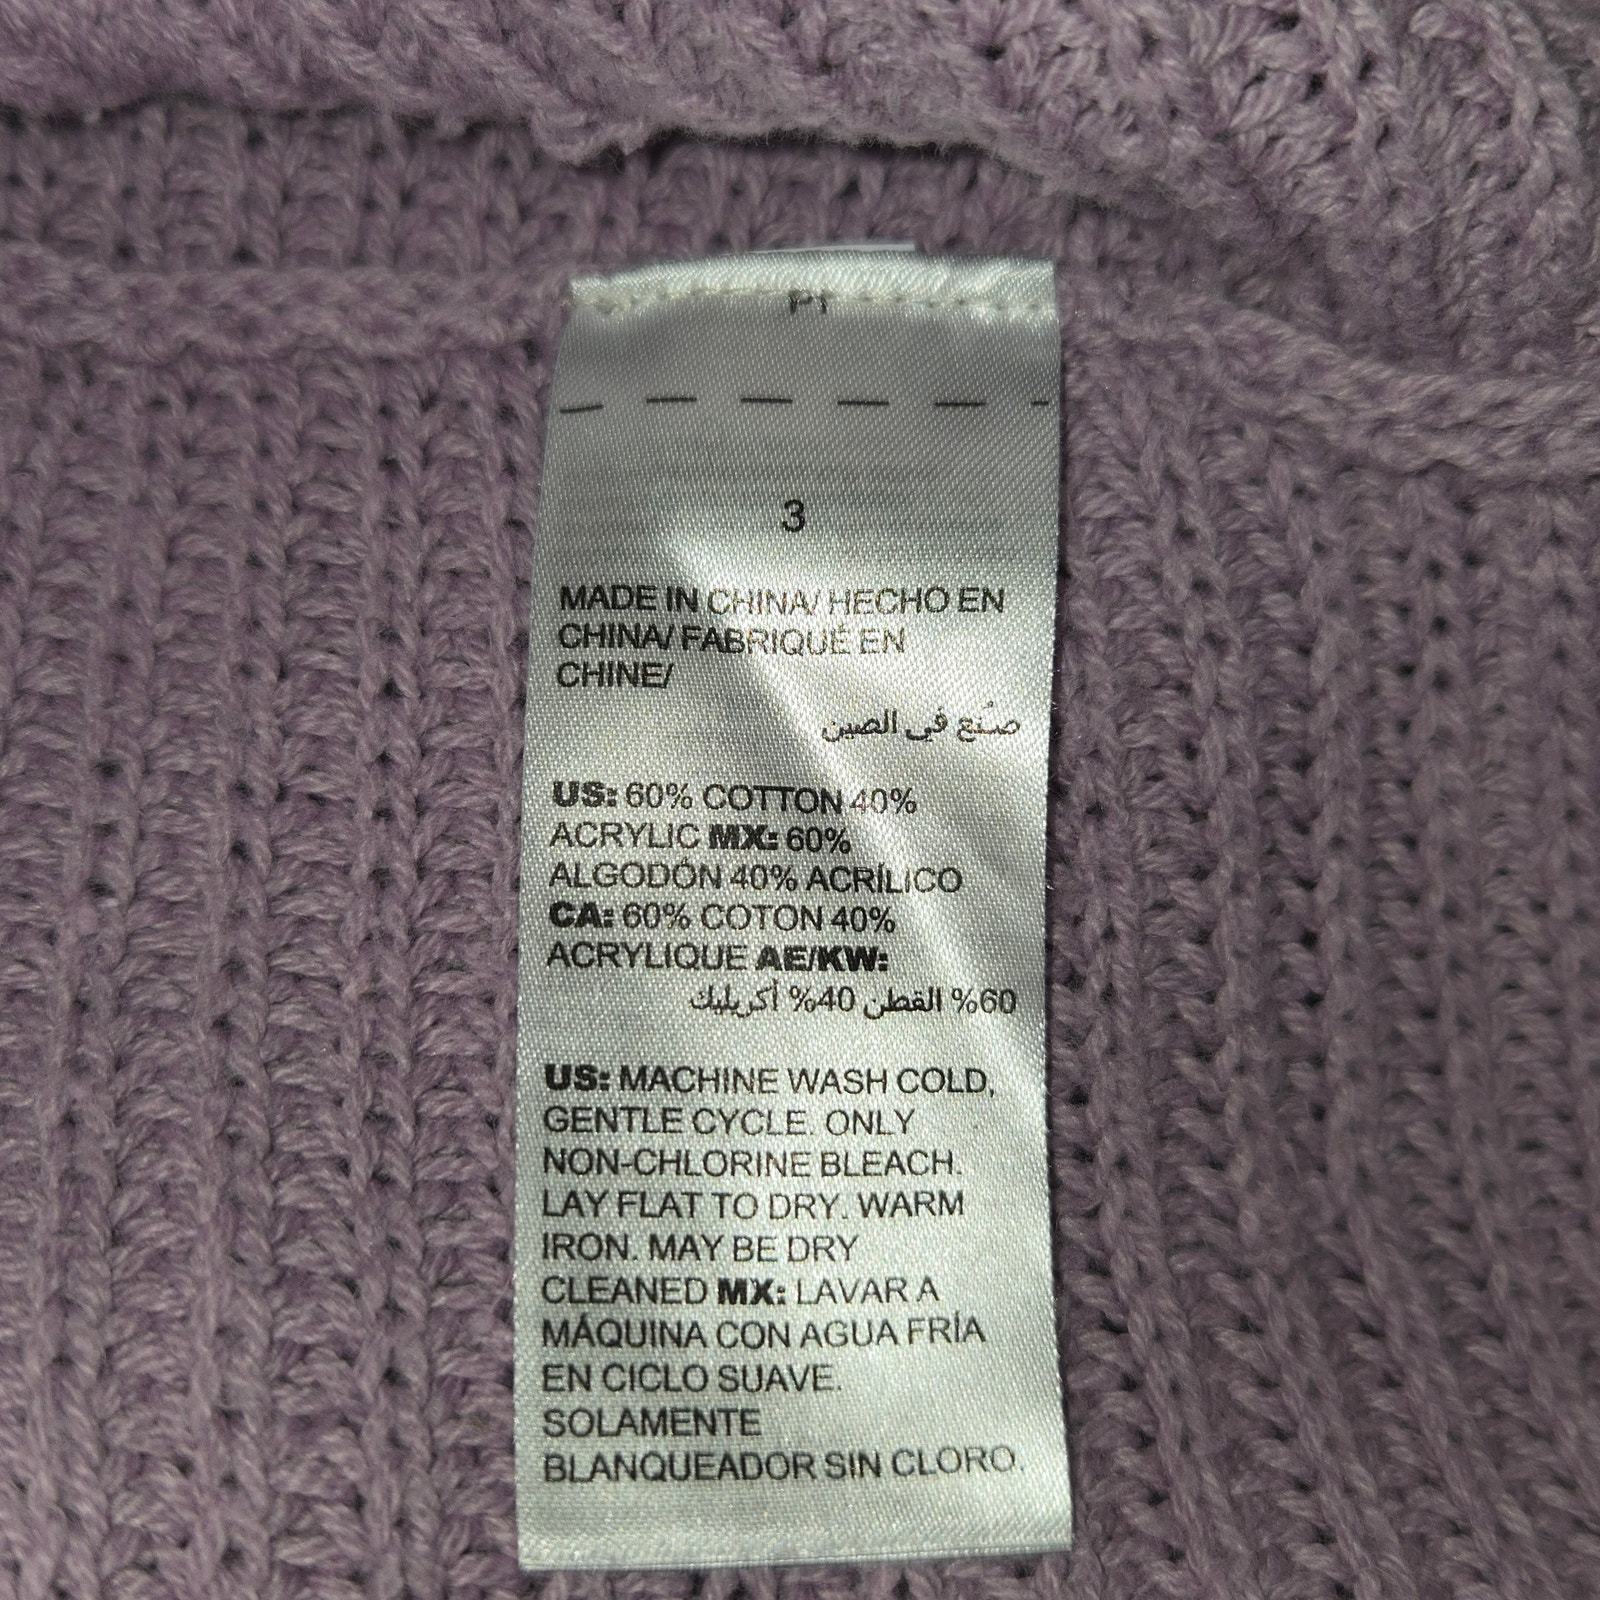 3
MADE IN CHINA/ HECHO EN
CHINA/ FABRIQUÉ EN
CHINE/
صُنع في الصين
US: 60% COTTON 40%
ACRYLIC MX: 60%
ALGODÓN 40% ACRÍLICO
CA: 60% COTON 40%
ACRYLIQUE AE/KW:
60% القطن 40% أكريليك
US: MACHINE WASH COLD,
GENTLE CYCLE. ONLY
NON-CHLORINE BLEACH.
LAY FLAT TO DRY. WARM
IRON. MAY BE DRY
CLEANED MX: LAVAR A
MÁQUINA CON AGUA FRÍA
EN CICLO SUAVE.
SOLAMENTE
BLANQUEADOR SIN CLORO.